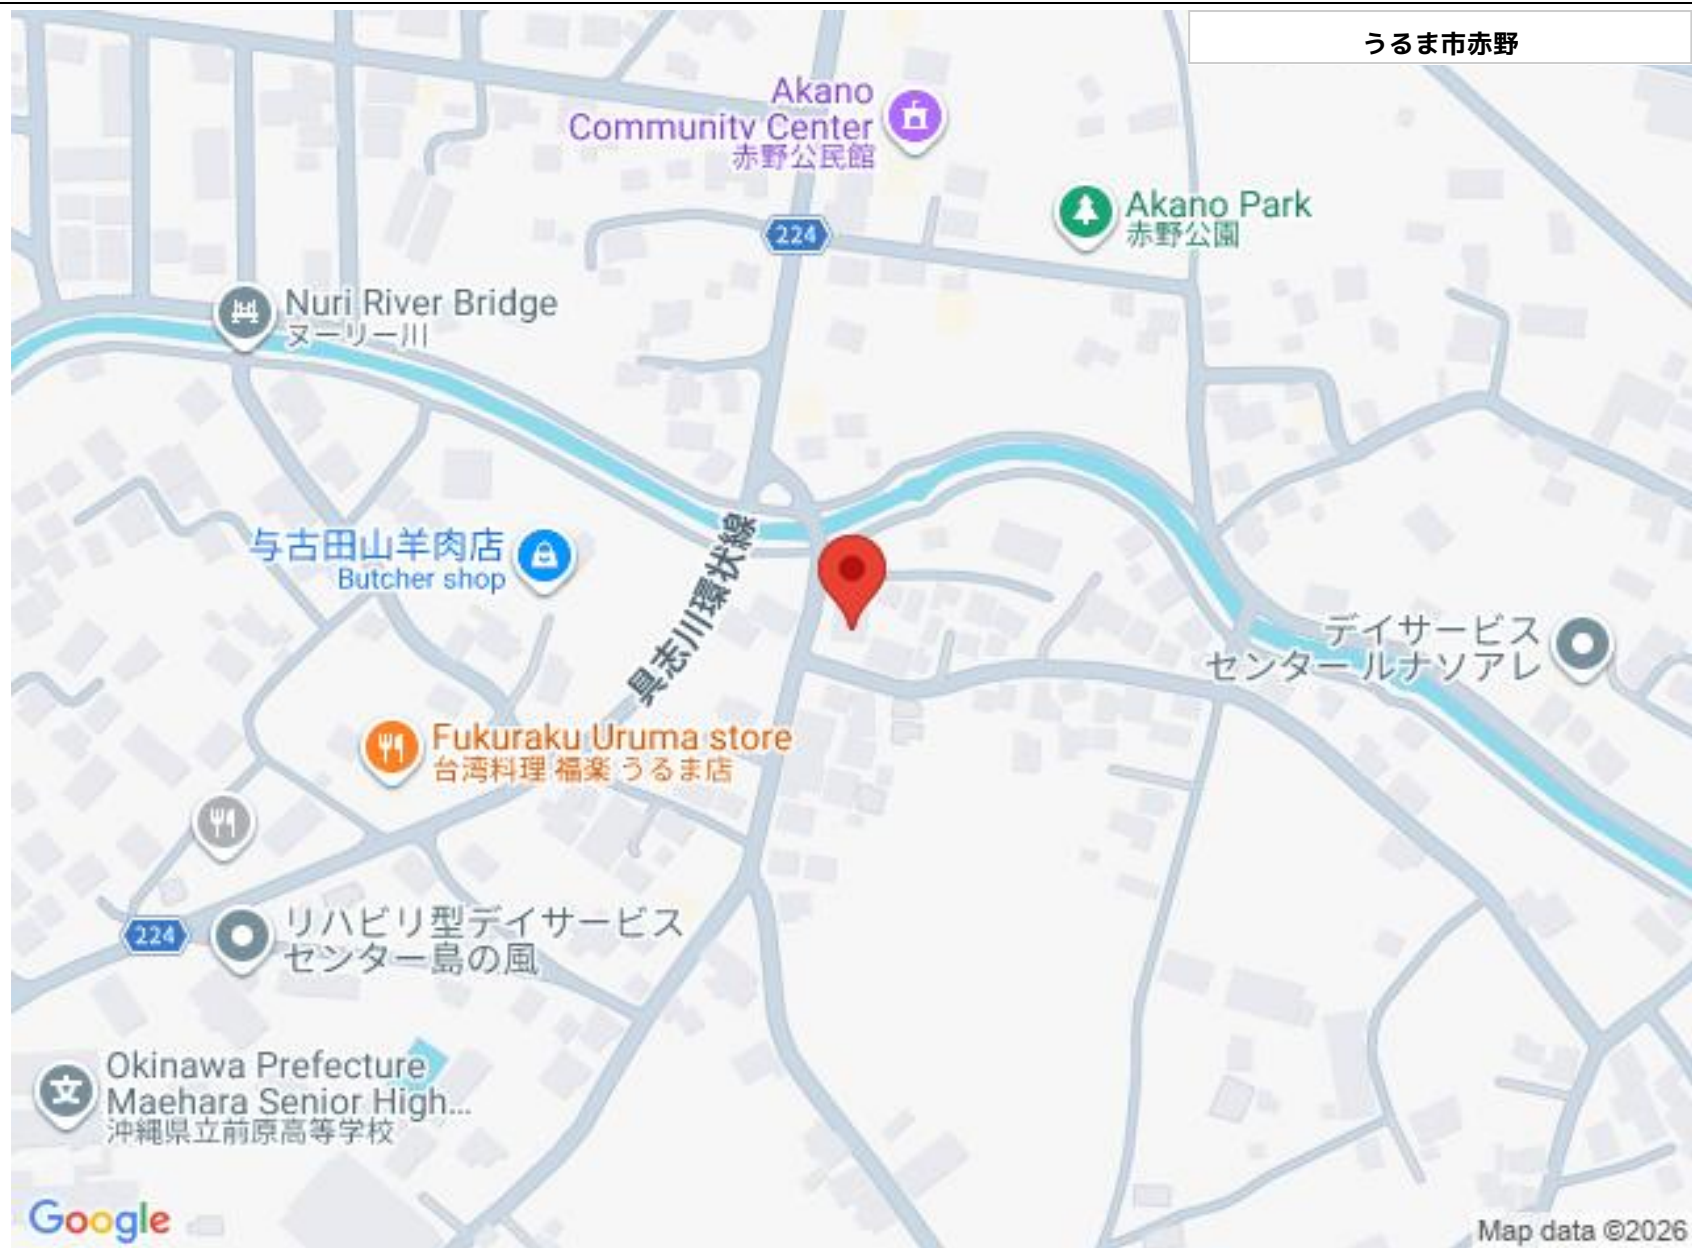 うるま市赤野
Akano
Community Center
赤野公民館
Akano Park
赤野公園
224
Nuri River Bridge
ヌーリー川
与古田山羊肉店
Butcher shop
具志川環状線
デイサービス
センター ルナソアレ
Fukuraku Uruma store
台湾料理 福楽 うるま店
224
リハビリ型デイサービス
センター島の風
Okinawa Prefecture
Maehara Senior High...
沖縄県立前原高等学校
Google
Map data ©2026